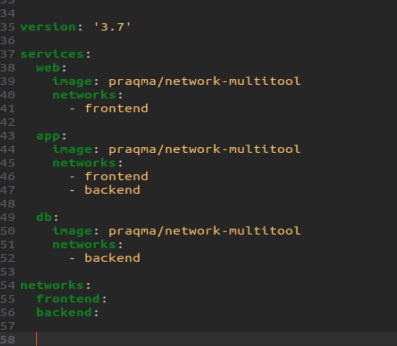 33
34
35 version: '3.7'
36
37 services:
38   web:
39     image: praqma/network-multitool
40     networks:
41       - frontend
42
43   app:
44     image: praqma/network-multitool
45     networks:
46       - frontend
47       - backend
48
49   db:
50     image: praqma/network-multitool
51     networks:
52       - backend
53
54 networks:
55   frontend:
56   backend:
57
58